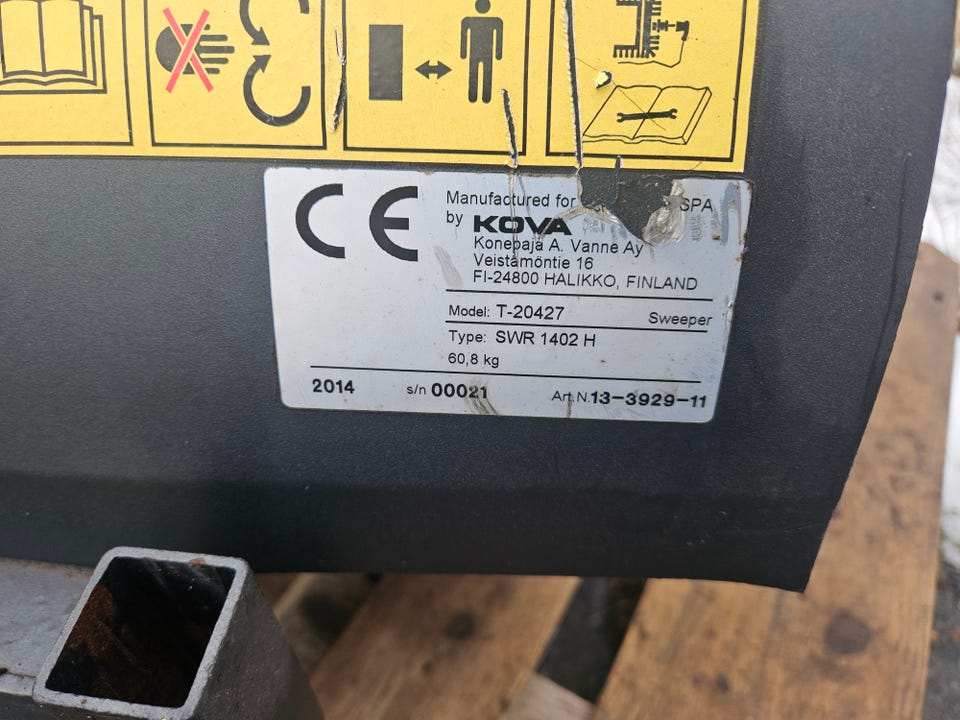 CE
Manufactured for SPA
by KOVA
Konepaja A. Vanne Ay
Veistämöntie 16
FI-24800 HALIKKO, FINLAND
Model: T-20427 Sweeper
Type: SWR 1402 H
60,8 kg
2014 s/n 00021 Art.N. 13-3929-11